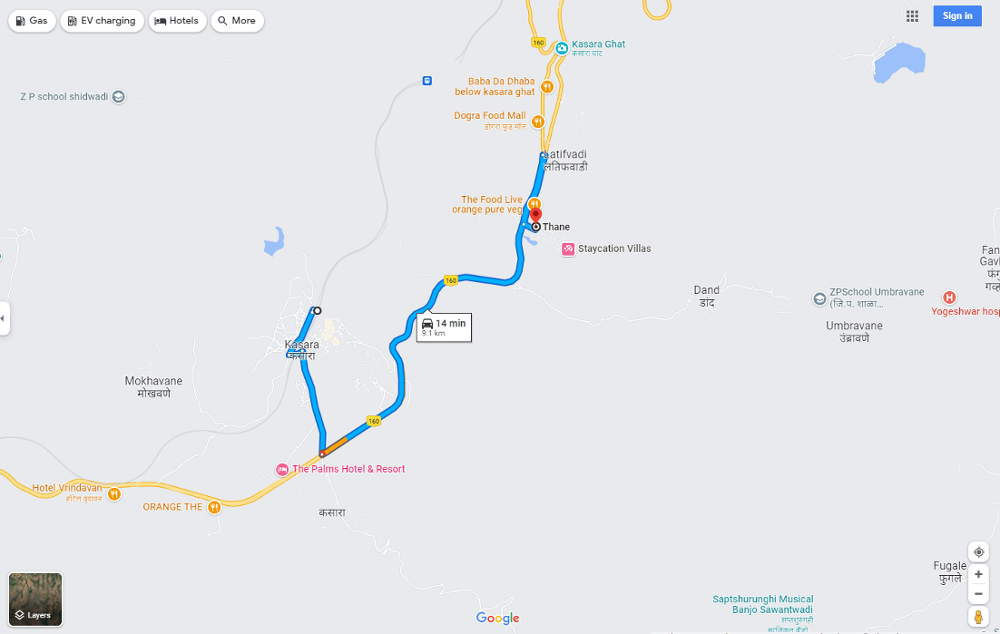 Gas
EV charging
Hotels
More
Sign in
160
Kasara Ghat
कसारा घाट
Z P school shidwadi
Baba Da Dhaba
below kasara ghat
Dogra Food Mall
डोगरा फूड मॉल
Latifvadi
लतिफवाडी
The Food Live
orange pure veg
Thane
Staycation Villas
160
Dand
डांद
ZPSchool Umbravane
(जि.प. शाळा...
Umbravane
उंब्रावणे
Yogeshwar hosp
14 min
9.1 km
Kasara
कसारा
Mokhavane
मोखवणे
160
The Palms Hotel & Resort
Hotel Vrindavan
हॉटेल वृंदावन
ORANGE THE
कसारा
Fugale
फुगले
Saptshurunghi Musical
Banjo Sawantwadi
Layers
Google